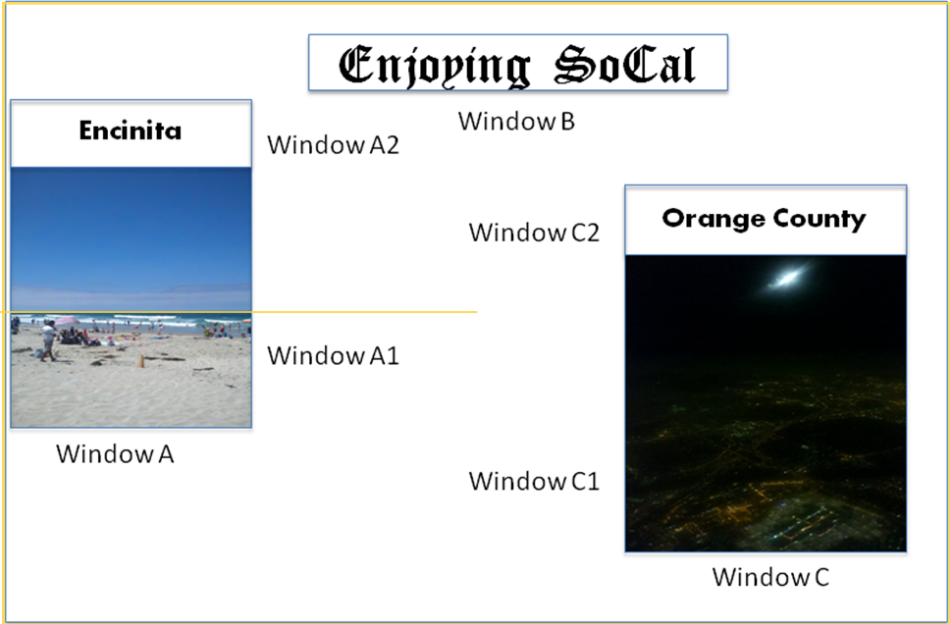 Enjoying SoCal
Encinita
Window A2
Window B
Window C2
Orange County
Window A1
Window A
Window C1
Window C